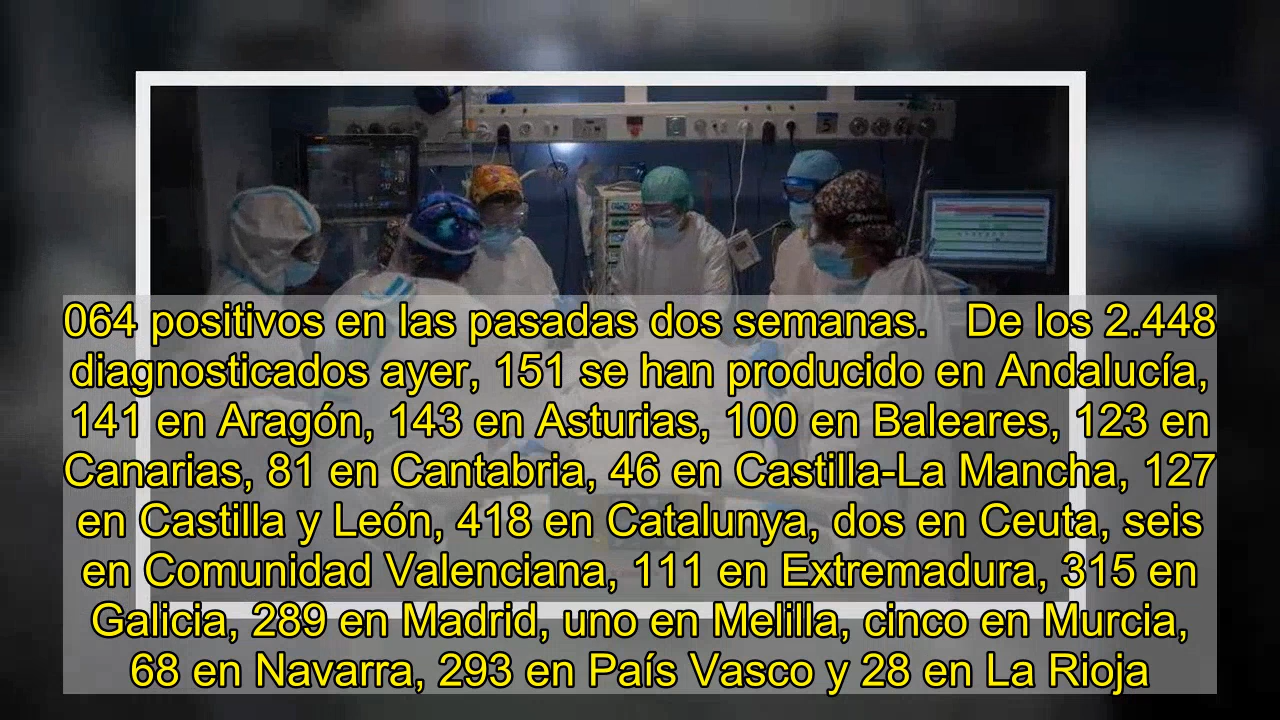 064 positivos en las pasadas dos semanas.   De los 2.448
diagnosticados ayer, 151 se han producido en Andalucía,
141 en Aragón, 143 en Asturias, 100 en Baleares, 123 en
Canarias, 81 en Cantabria, 46 en Castilla-La Mancha, 127
en Castilla y León, 418 en Catalunya, dos en Ceuta, seis
en Comunidad Valenciana, 111 en Extremadura, 315 en
Galicia, 289 en Madrid, uno en Melilla, cinco en Murcia,
68 en Navarra, 293 en País Vasco y 28 en La Rioja